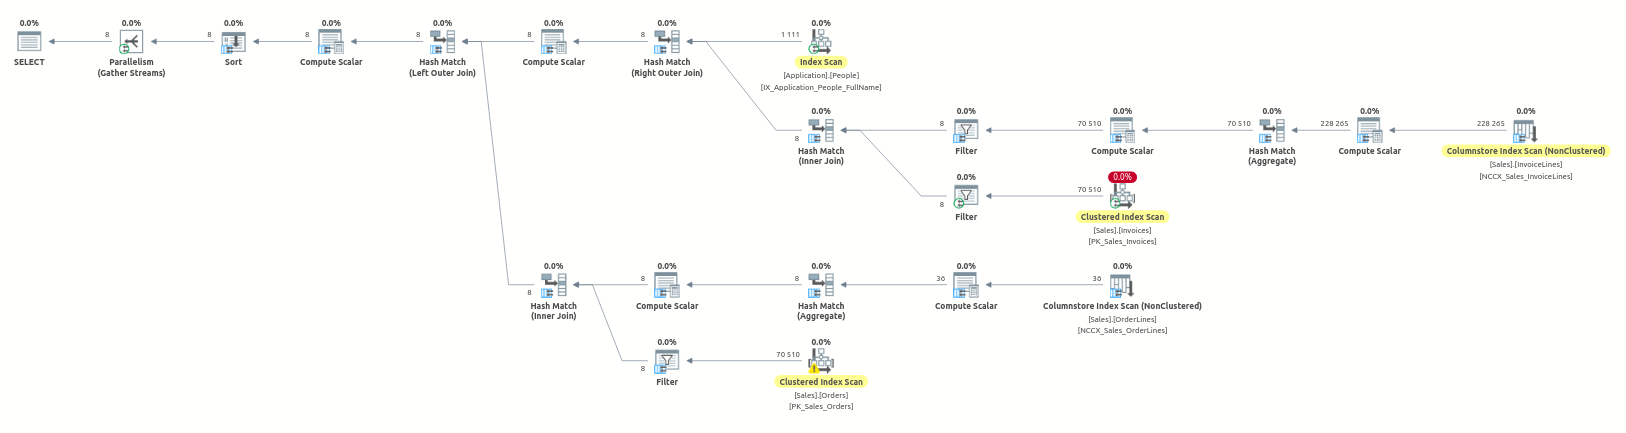 0.0% 0.0% 0.0% 0.0% 0.0% 0.0% 0.0% 0.0%
8 8 8 8 8 8 1 111
SELECT Parallelism Sort Compute Scalar Hash Match Compute Scalar Hash Match Index Scan
(Gather Streams) (Left Outer Join) (Right Outer Join) [Application].[People]
[IX_Application_People_FullName]
0.0% 0.0% 0.0% 0.0% 0.0% 0.0%
8 8 70 510 70 510 228 265 228 265
Hash Match Filter Compute Scalar Hash Match Compute Scalar Columnstore Index Scan (NonClustered)
(Inner Join) (Aggregate) [Sales].[InvoiceLines]
[NCCX_Sales_InvoiceLines]
0.0% 0.0%
8 70 510
Filter Clustered Index Scan
[Sales].[Invoices]
[PK_Sales_Invoices]
0.0% 0.0% 0.0% 0.0% 0.0%
8 8 8 36 36
Hash Match Compute Scalar Hash Match Compute Scalar Columnstore Index Scan (NonClustered)
(Inner Join) (Aggregate) [Sales].[OrderLines]
[NCCX_Sales_OrderLines]
0.0% 0.0%
8 70 510
Filter Clustered Index Scan
[Sales].[Orders]
[PK_Sales_Orders]